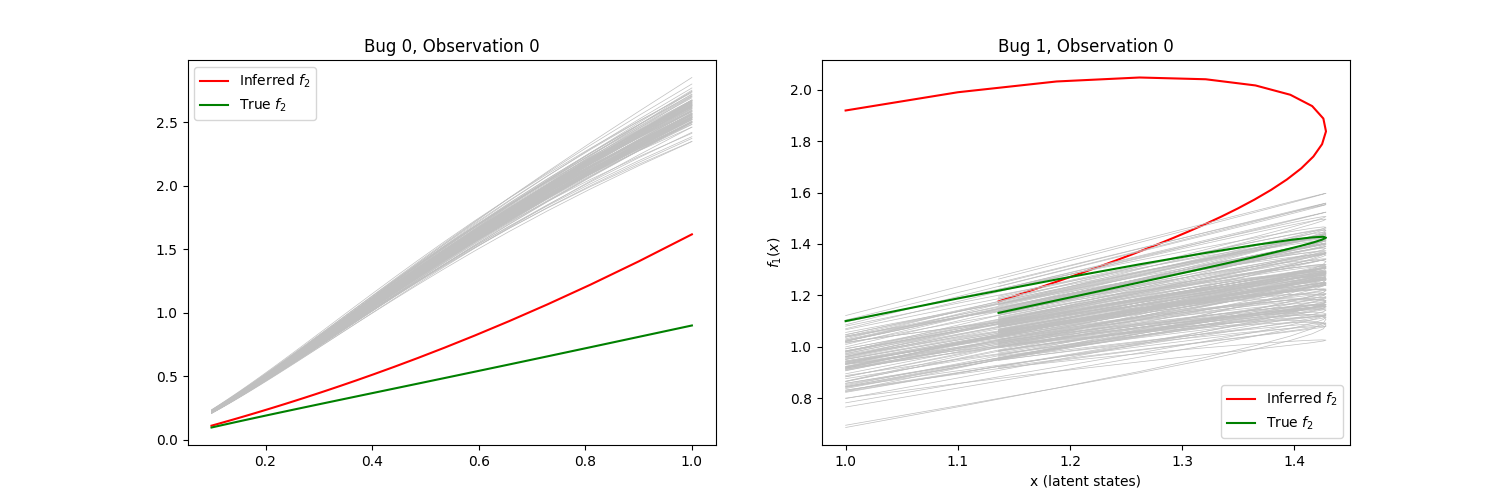 Bug 0, Observation 0
Inferred f₂
True f₂
2.5
2.0
1.5
1.0
0.5
0.0
0.2 0.4 0.6 0.8 1.0
Bug 1, Observation 0
2.0
1.8
1.6
1.4
1.2
1.0
0.8
f₁(x)
Inferred f₂
True f₂
1.0 1.1 1.2 1.3 1.4
x (latent states)